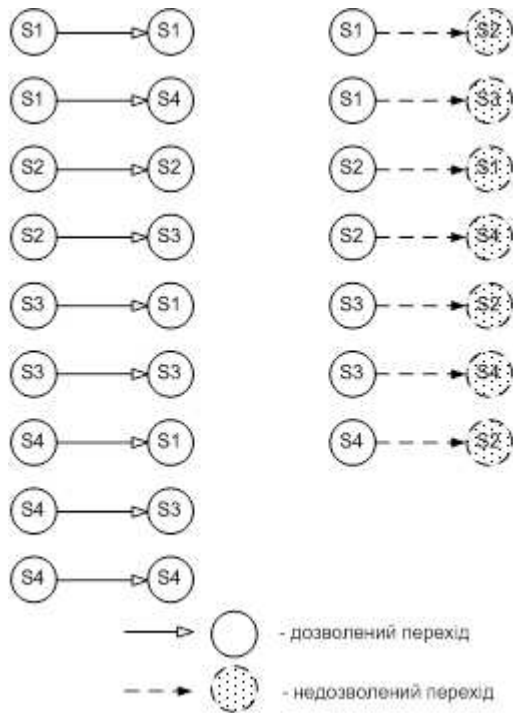 S1 S1 S1 S2
S1 S4 S1 S3
S2 S2 S2 S1
S2 S3 S2 S4
S3 S1 S3 S2
S3 S3 S3 S4
S4 S1 S4 S2
S4 S3
S4 S4
- дозволений перехід
- недозволений перехід